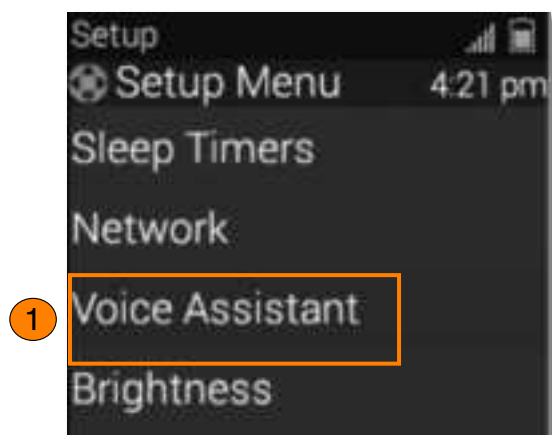 Setup
Setup Menu 4:21 pm
Sleep Timers
Network
1 Voice Assistant
Brightness